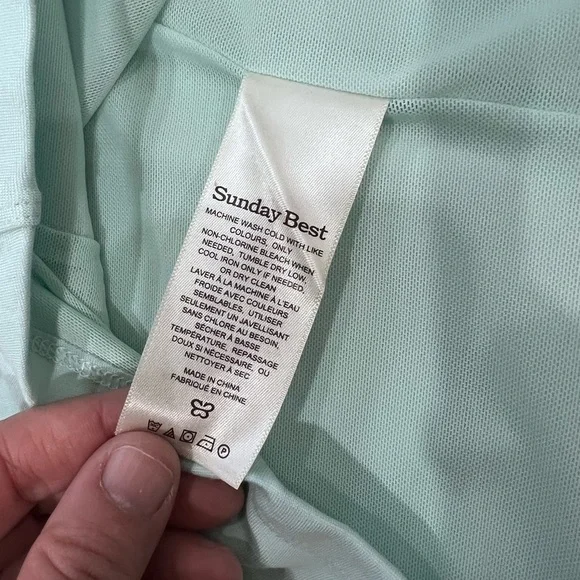 Sunday Best
MACHINE WASH COLD WITH LIKE
COLOURS, ONLY
NON-CHLORINE BLEACH WHEN
NEEDED, TUMBLE DRY LOW,
COOL IRON ONLY IF NEEDED,
OR DRY CLEAN
LAVER À LA MACHINE À L'EAU
FROIDE AVEC COULEURS
SEMBLABLES, UTILISER
SEULEMENT UN JAVELLISANT
SANS CHLORE AU BESOIN,
SÉCHER À BASSE
TEMPÉRATURE, REPASSAGE
DOUX SI NÉCESSAIRE, OU
NETTOYER À SEC
MADE IN CHINA
FABRIQUÉ EN CHINE
P